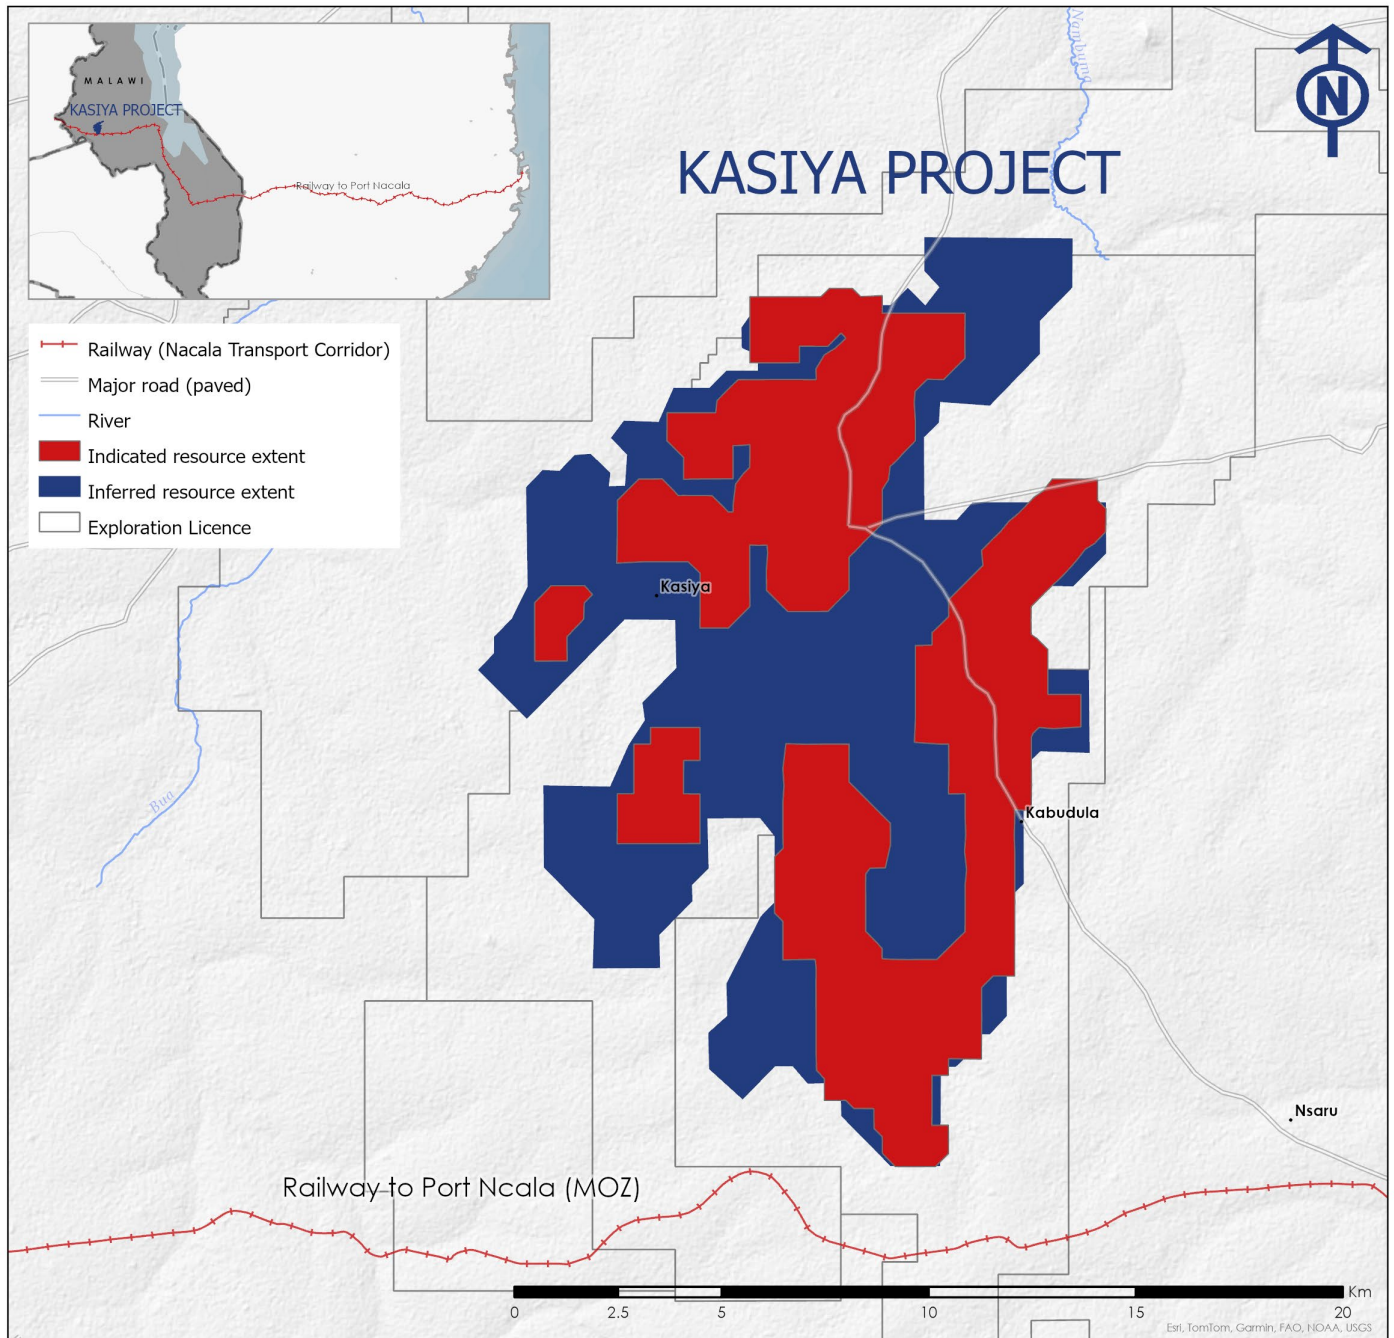 MALAWI
KASIYA PROJECT
Railway to Port Nacala
N
KASIYA PROJECT
Nambuma
Railway (Nacala Transport Corridor)
Major road (paved)
River
Indicated resource extent
Inferred resource extent
Exploration Licence
Kasiya
Bua
Kabudula
Nsaru
Railway to Port Ncala (MOZ)
Km
0 2.5 5 10 15 20
Esri, TomTom, Garmin, FAO, NOAA, USGS